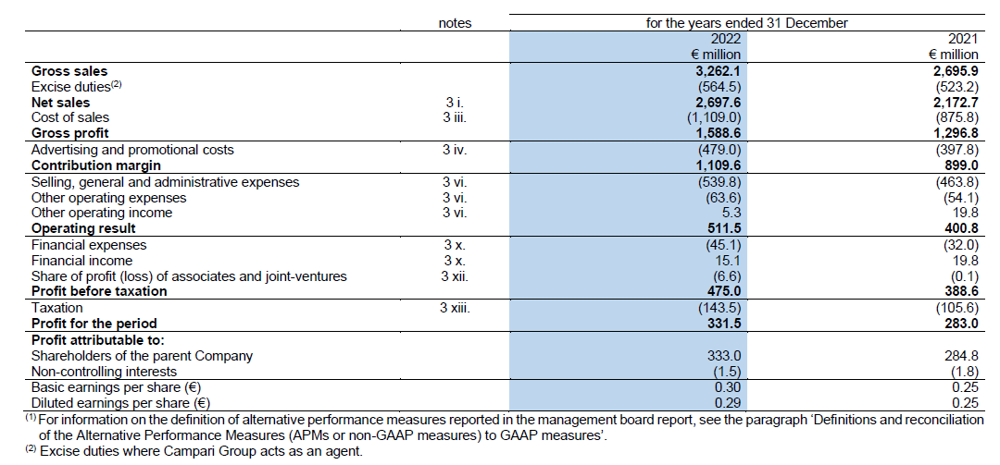 notes for the years ended 31 December
2022 2021
€ million € million
Gross sales 3,262.1 2,695.9
Excise duties(2) (564.5) (523.2)
Net sales 3 i. 2,697.6 2,172.7
Cost of sales 3 iii. (1,109.0) (875.8)
Gross profit 1,588.6 1,296.8
Advertising and promotional costs 3 iv. (479.0) (397.8)
Contribution margin 1,109.6 899.0
Selling, general and administrative expenses 3 vi. (539.8) (463.8)
Other operating expenses 3 vi. (63.6) (54.1)
Other operating income 3 vi. 5.3 19.8
Operating result 511.5 400.8
Financial expenses 3 x. (45.1) (32.0)
Financial income 3 x. 15.1 19.8
Share of profit (loss) of associates and joint-ventures 3 xii. (6.6) (0.1)
Profit before taxation 475.0 388.6
Taxation 3 xiii. (143.5) (105.6)
Profit for the period 331.5 283.0
Profit attributable to:
Shareholders of the parent Company 333.0 284.8
Non-controlling interests (1.5) (1.8)
Basic earnings per share (€) 0.30 0.25
Diluted earnings per share (€) 0.29 0.25
(1) For information on the definition of alternative performance measures reported in the management board report, see the paragraph ‘Definitions and reconciliation
of the Alternative Performance Measures (APMs or non-GAAP measures) to GAAP measures’.
(2) Excise duties where Campari Group acts as an agent.